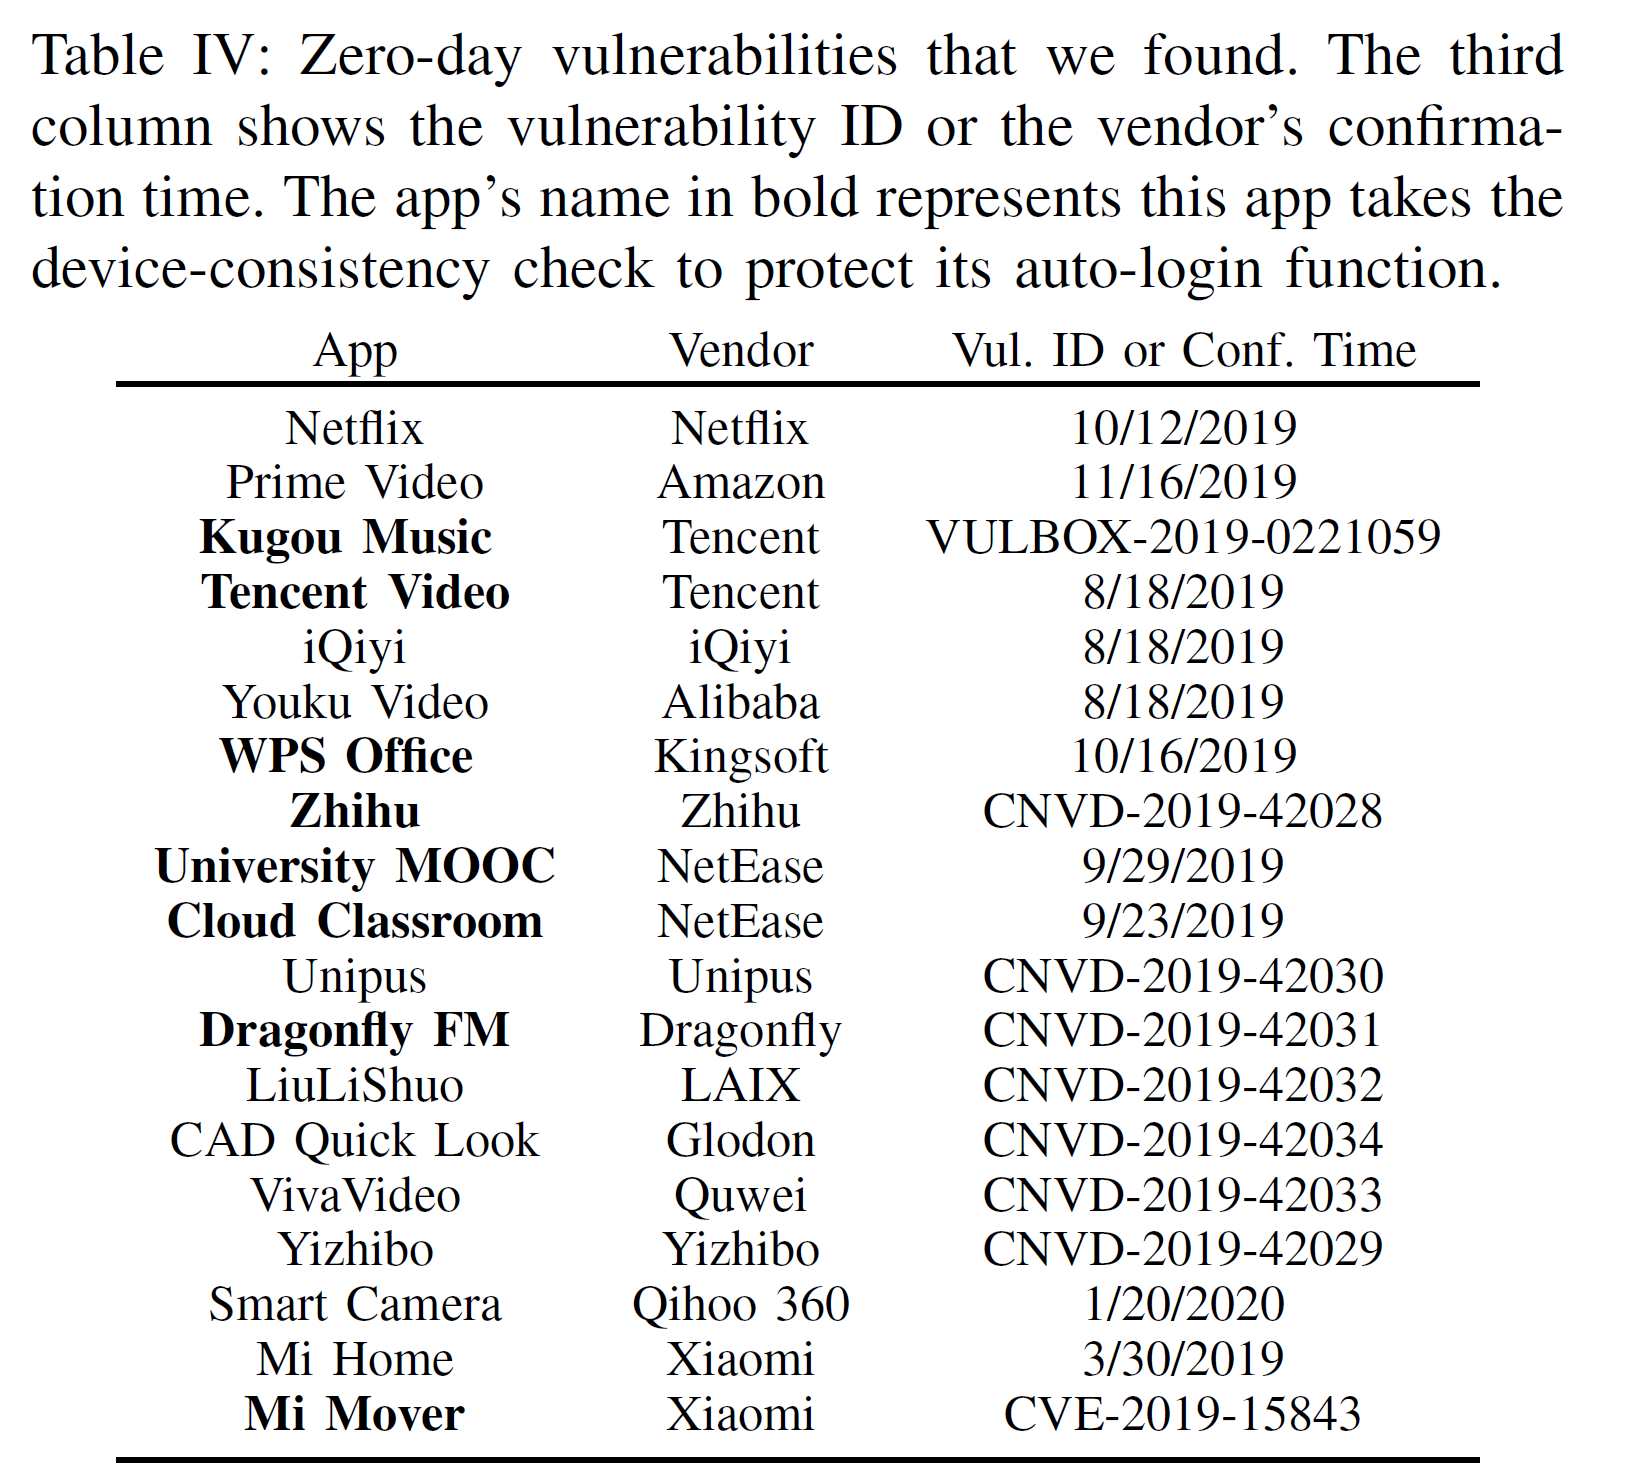 Table IV: Zero-day vulnerabilities that we found. The third
column shows the vulnerability ID or the vendor’s confirma-
tion time. The app’s name in bold represents this app takes the
device-consistency check to protect its auto-login function.
App Vendor Vul. ID or Conf. Time
Netflix Netflix 10/12/2019
Prime Video Amazon 11/16/2019
Kugou Music Tencent VULBOX-2019-0221059
Tencent Video Tencent 8/18/2019
iQiyi iQiyi 8/18/2019
Youku Video Alibaba 8/18/2019
WPS Office Kingsoft 10/16/2019
Zhihu Zhihu CNVD-2019-42028
University MOOC NetEase 9/29/2019
Cloud Classroom NetEase 9/23/2019
Unipus Unipus CNVD-2019-42030
Dragonfly FM Dragonfly CNVD-2019-42031
LiuLiShuo LAIX CNVD-2019-42032
CAD Quick Look Glodon CNVD-2019-42034
VivaVideo Quwei CNVD-2019-42033
Yizhibo Yizhibo CNVD-2019-42029
Smart Camera Qihoo 360 1/20/2020
Mi Home Xiaomi 3/30/2019
Mi Mover Xiaomi CVE-2019-15843